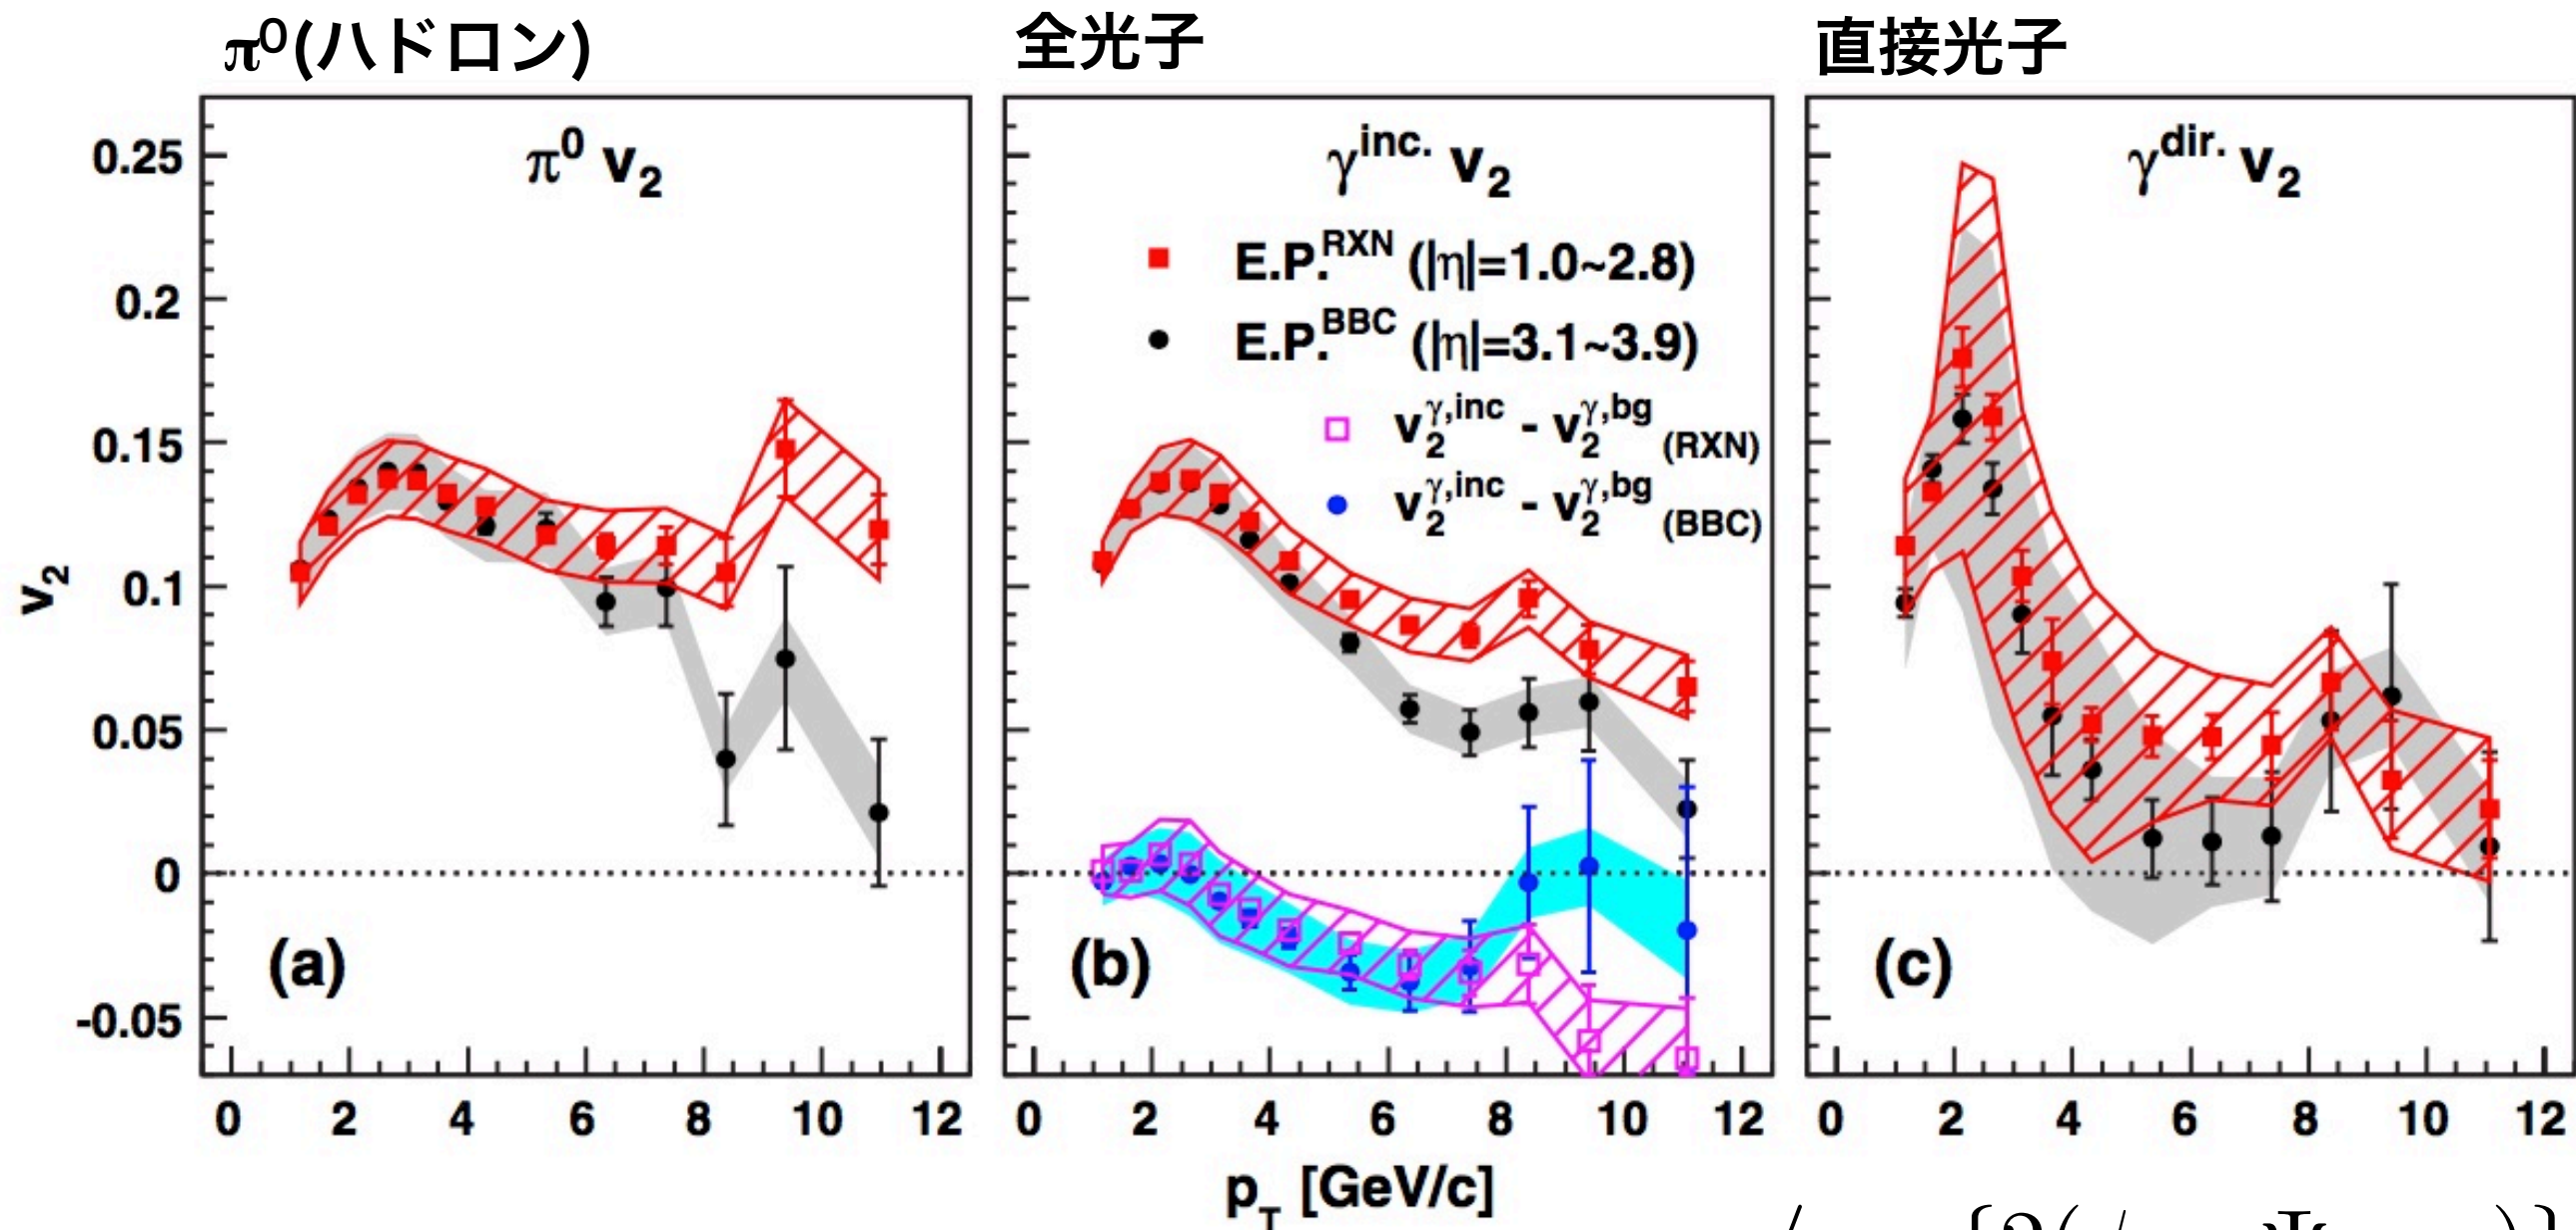 π⁰(ハドロン)
全光子
直接光子
π⁰ v₂
γ^inc. v₂
γ^dir. v₂
E.P.^RXN (|η|=1.0~2.8)
E.P.^BBC (|η|=3.1~3.9)
v₂^γ,inc - v₂^γ,bg (RXN)
v₂^γ,inc - v₂^γ,bg (BBC)
v₂
0.25
0.2
0.15
0.1
0.05
0
-0.05
(a)
(b)
(c)
0 2 4 6 8 10 12
0 2 4 6 8 10 12
0 2 4 6 8 10 12
p_T [GeV/c]